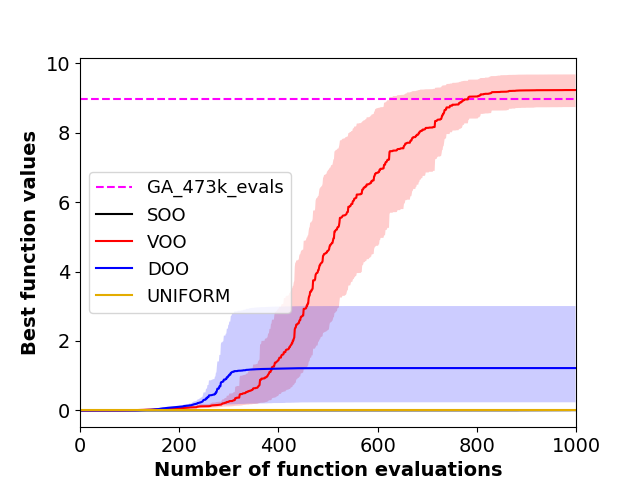 10
8
6
4
2
0
Best function values
GA_473k_evals
SOO
VOO
DOO
UNIFORM
0 200 400 600 800 1000
Number of function evaluations